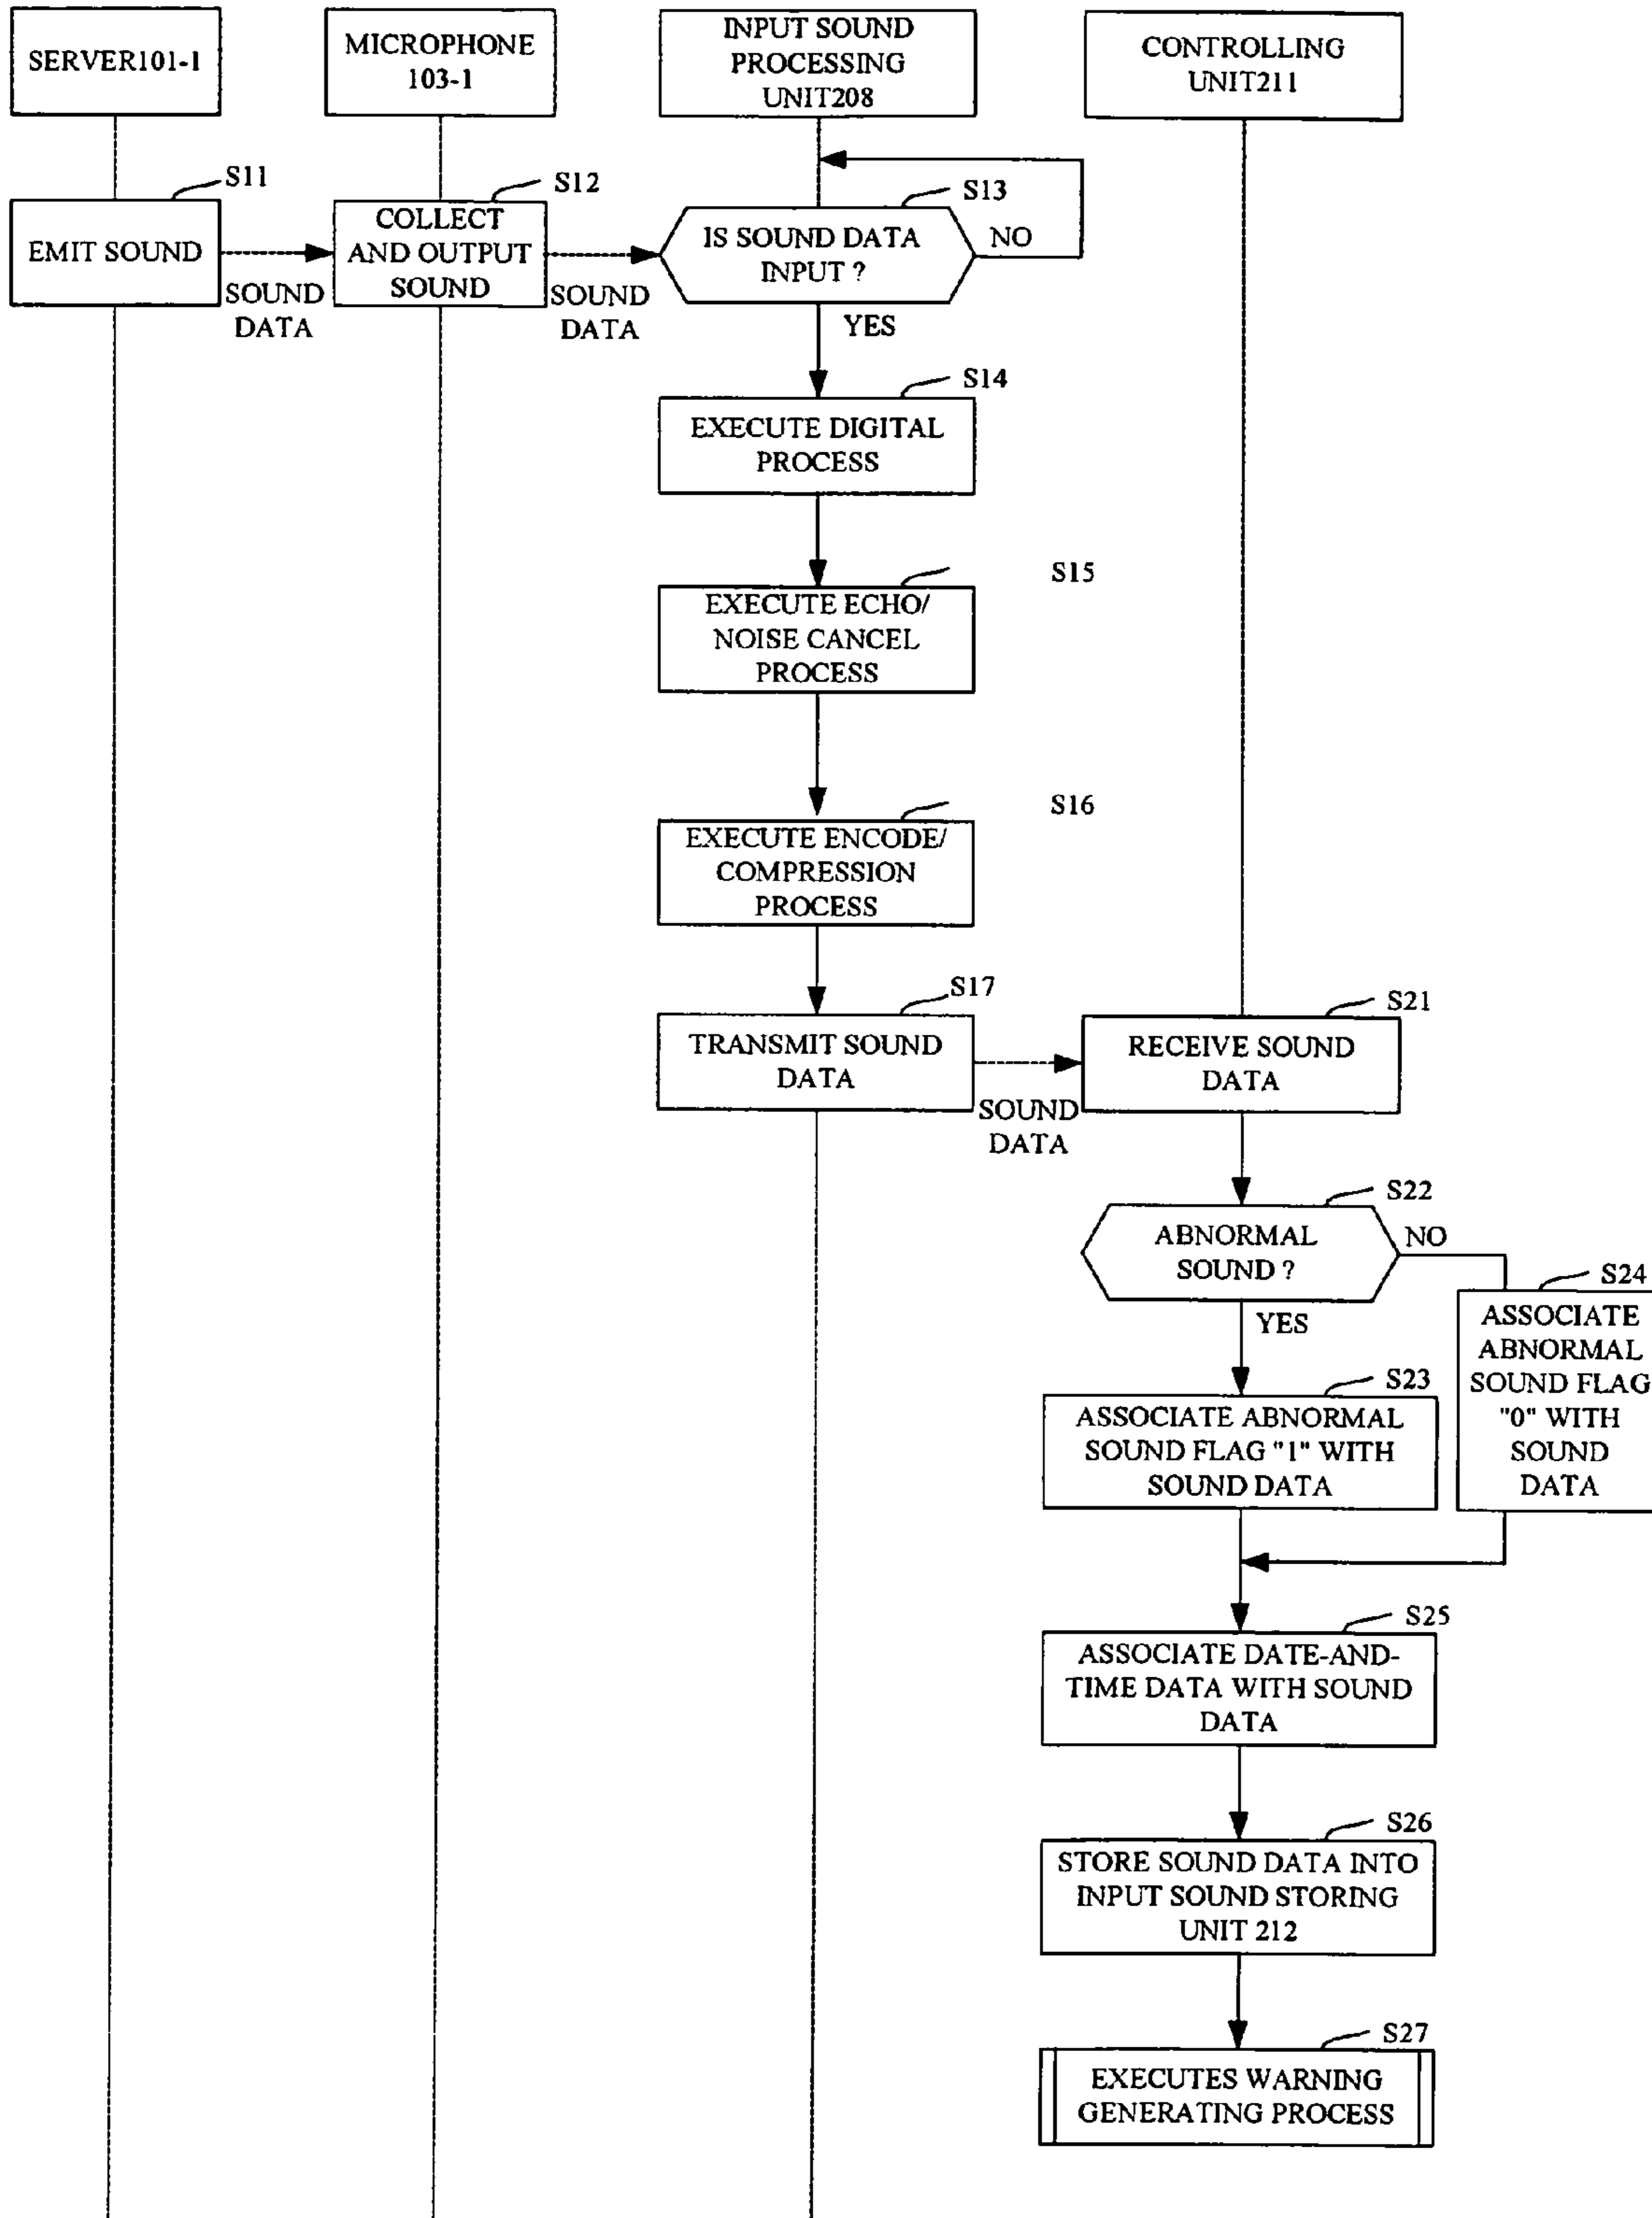 SERVER101-1
MICROPHONE
103-1
INPUT SOUND
PROCESSING
UNIT208
CONTROLLING
UNIT211
S11
EMIT SOUND
SOUND
DATA
S12
COLLECT
AND OUTPUT
SOUND
SOUND
DATA
S13
IS SOUND DATA
INPUT ?
NO
YES
S14
EXECUTE DIGITAL
PROCESS
S15
EXECUTE ECHO/
NOISE CANCEL
PROCESS
S16
EXECUTE ENCODE/
COMPRESSION
PROCESS
S17
TRANSMIT SOUND
DATA
SOUND
DATA
S21
RECEIVE SOUND
DATA
S22
ABNORMAL
SOUND ?
NO
YES
S24
ASSOCIATE
ABNORMAL
SOUND FLAG
"0" WITH
SOUND
DATA
S23
ASSOCIATE ABNORMAL
SOUND FLAG "1" WITH
SOUND DATA
S25
ASSOCIATE DATE-AND-
TIME DATA WITH SOUND
DATA
S26
STORE SOUND DATA INTO
INPUT SOUND STORING
UNIT 212
S27
EXECUTES WARNING
GENERATING PROCESS